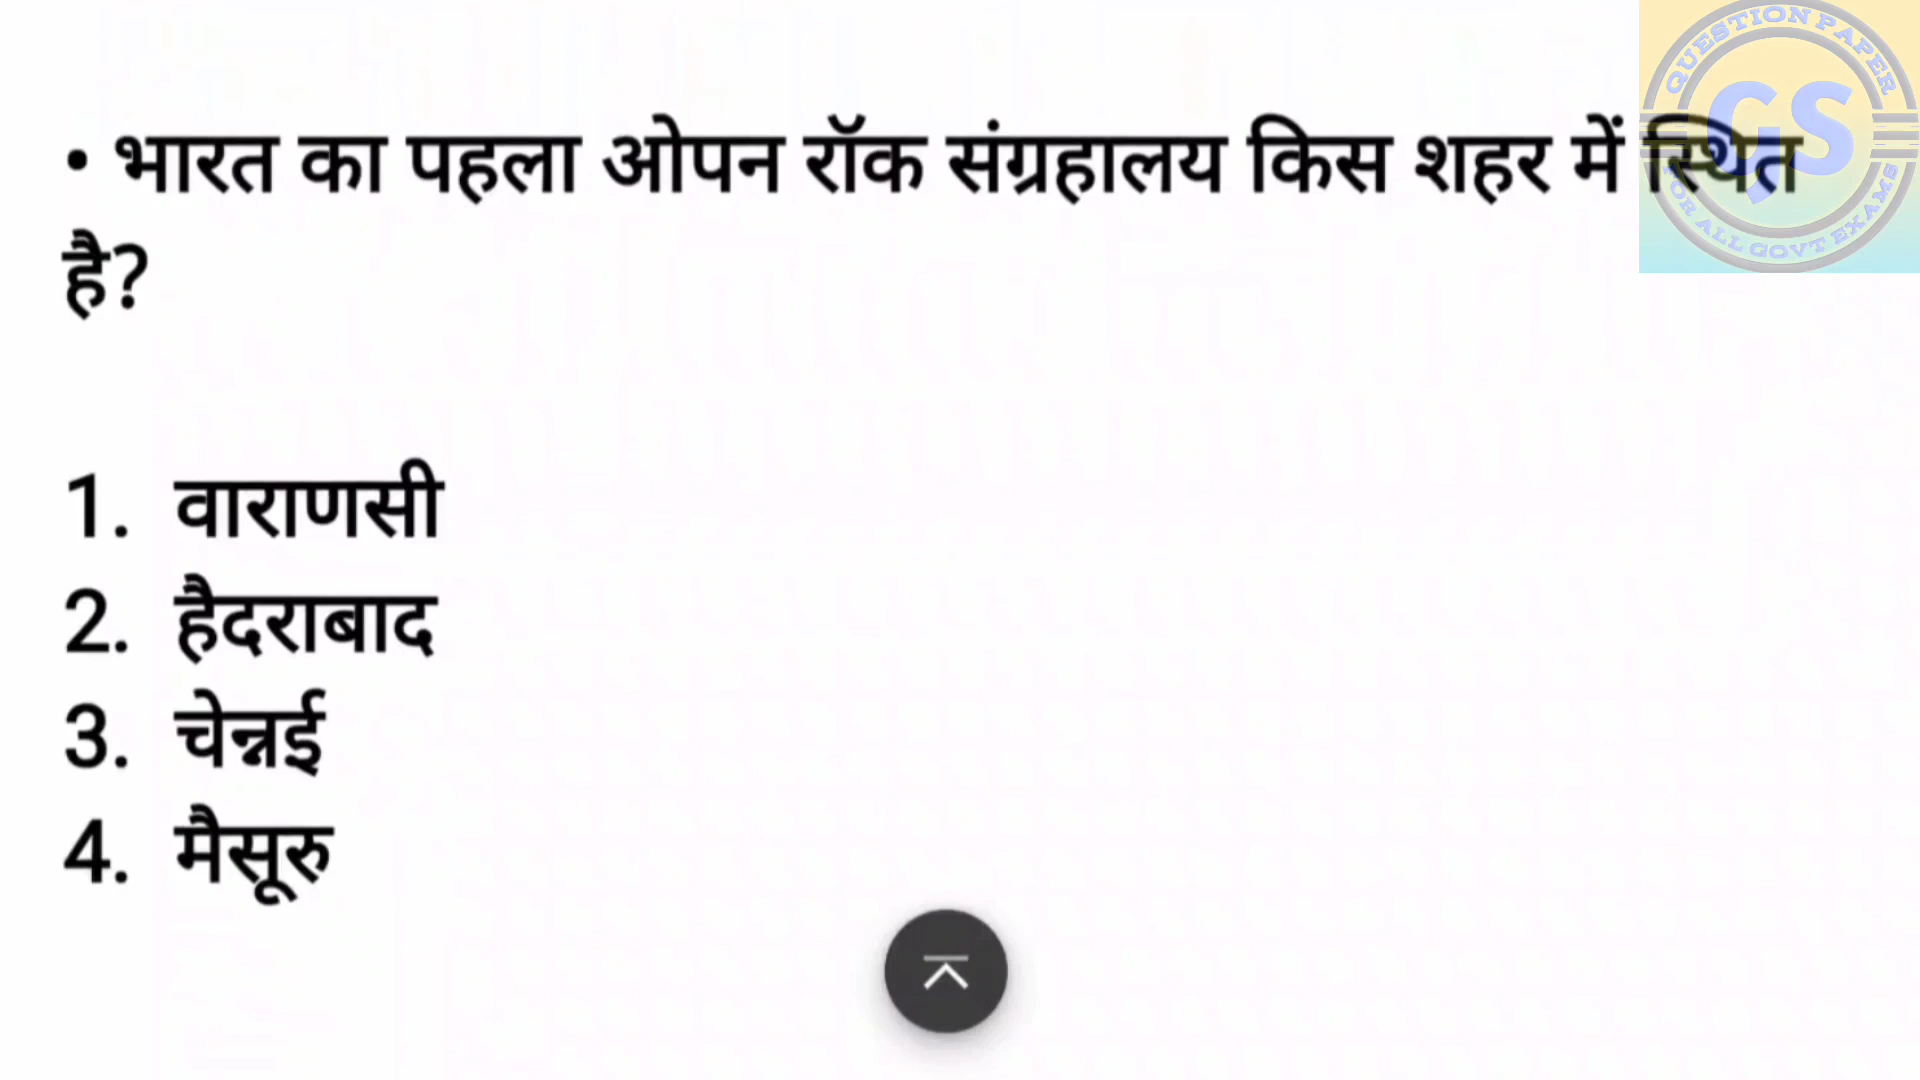 • भारत का पहला ओपन रॉक संग्रहालय किस शहर में स्थित
है?
1. वाराणसी
2. हैदराबाद
3. चेन्नई
4. मैसूरु
QUESTION PAPER
GS
FOR ALL GOVT EXAMS